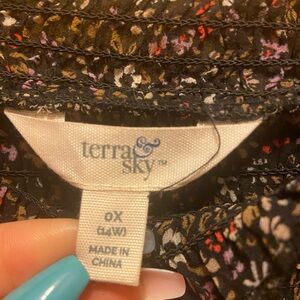 terra &
sky™
0X
(14W)
MADE IN
CHINA